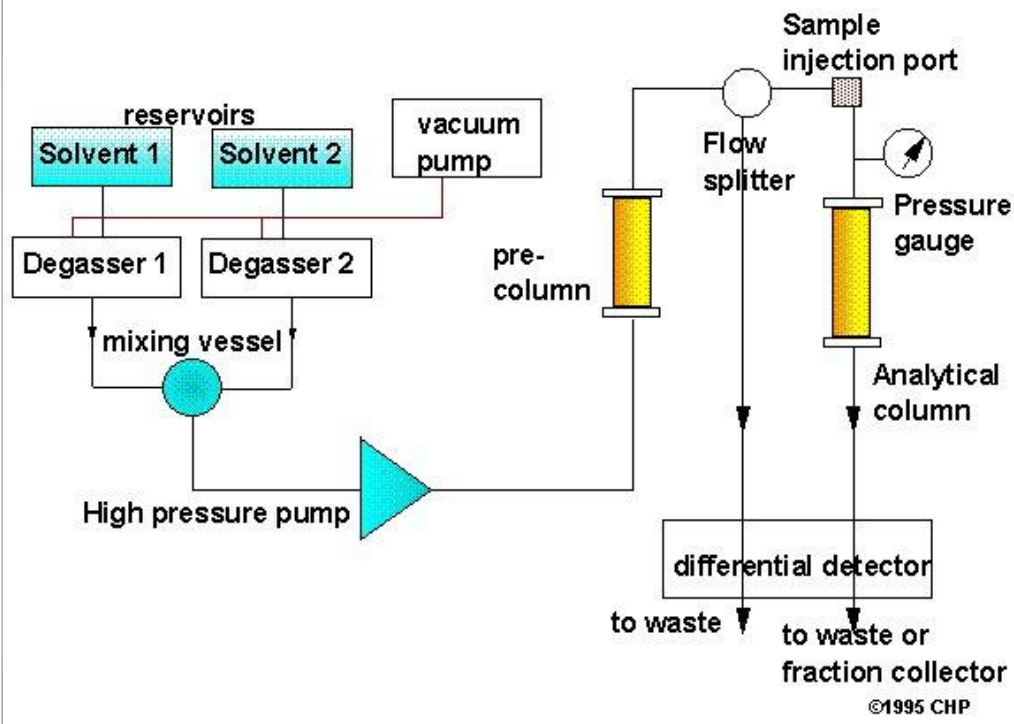 Sample
injection port
reservoirs
Solvent 1
Solvent 2
vacuum
pump
Flow
splitter
Pressure
gauge
Degasser 1
Degasser 2
pre-
column
mixing vessel
Analytical
column
High pressure pump
differential detector
to waste
to waste or
fraction collector
©1995 CHP